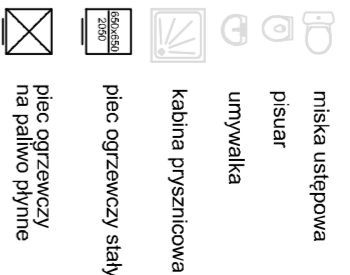 miska ustępowa
pisuar
umywalka
kabina prysznicowa
650x650
2050
piec ogrzewczy stały
piec ogrzewczy
na paliwo płynne